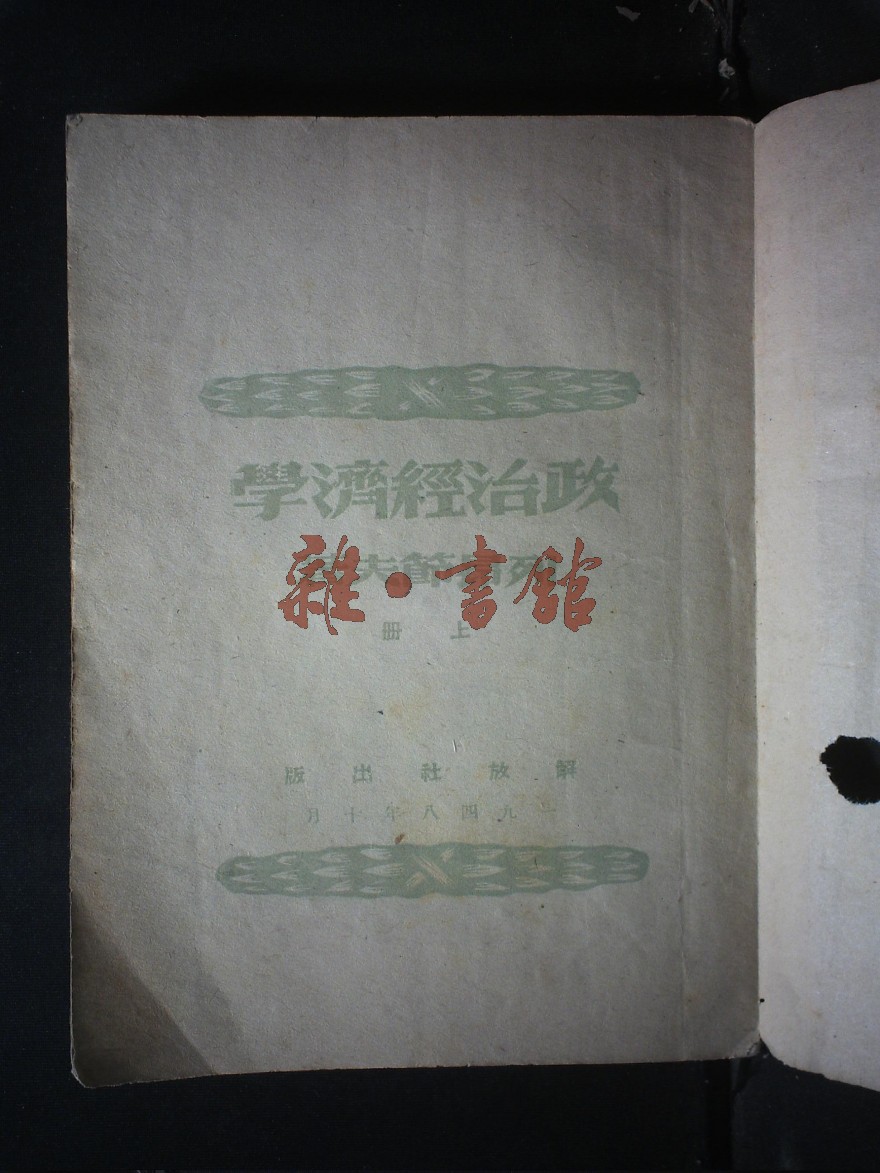 政治經濟學
雜·書館
上册
解放社出版
一九四八年十月